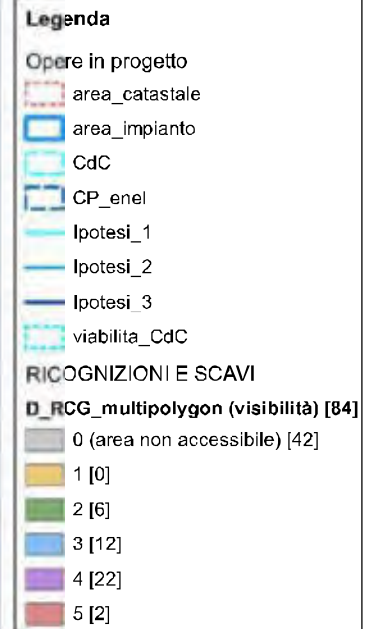 Legenda
Opere in progetto
area_catastale
area_impianto
CdC
CP_enel
Ipotesi_1
Ipotesi_2
Ipotesi_3
viabilita_CdC
RICOGNIZIONI E SCAVI
D_RCG_multipolygon (visibilità) [84]
0 (area non accessibile) [42]
1 [0]
2 [6]
3 [12]
4 [22]
5 [2]